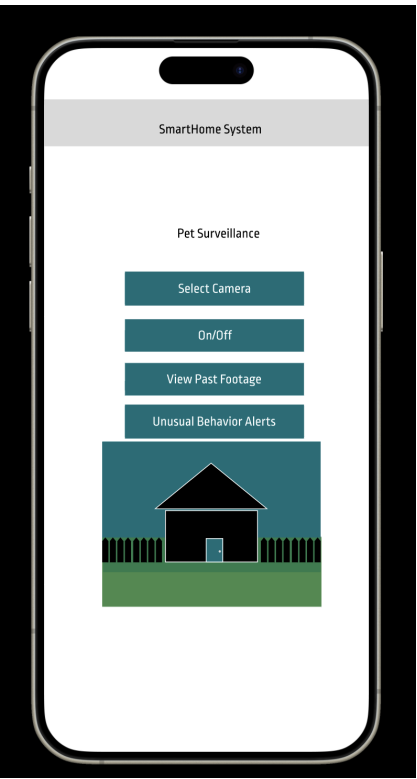 SmartHome System
Pet Surveillance
Select Camera
On/Off
View Past Footage
Unusual Behavior Alerts